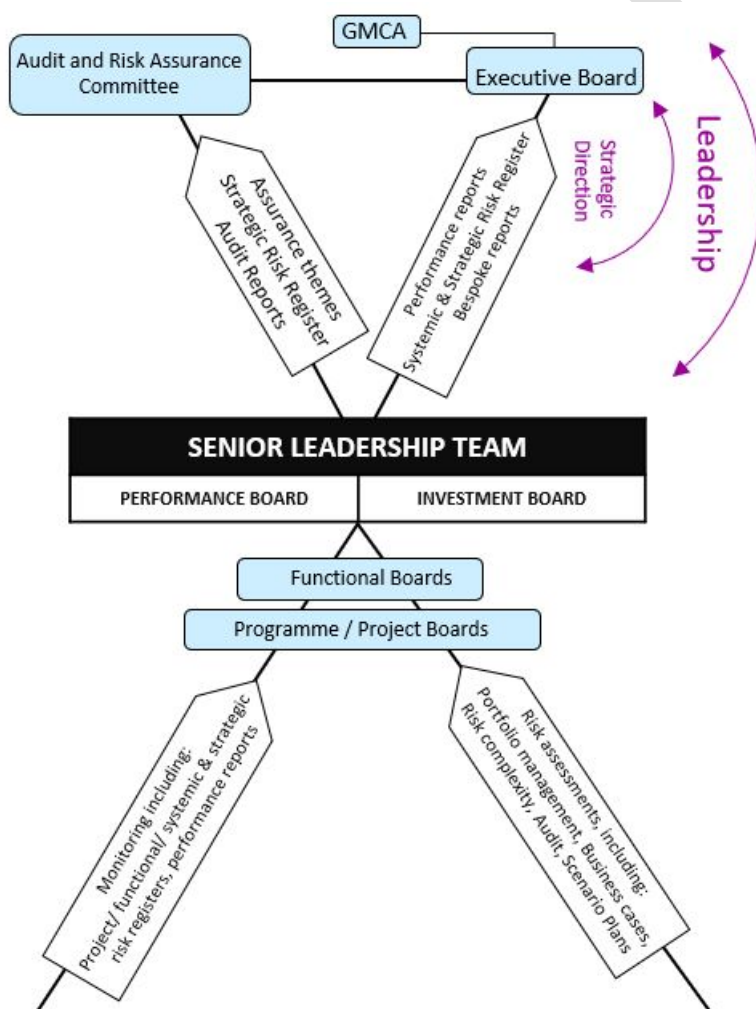 GMCA
Audit and Risk Assurance
Committee
Executive Board
Leadership
Strategic
Direction
Assurance themes
Strategic Risk Register
Audit Reports
Performance reports
Systemic & Strategic Risk Register
Bespoke reports
SENIOR LEADERSHIP TEAM
PERFORMANCE BOARD
INVESTMENT BOARD
Functional Boards
Programme / Project Boards
Monitoring including:
Project/ functional/ systemic & strategic
risk registers, performance reports
Risk assessments, including:
Portfolio management, Business cases,
Risk complexity, Audit, Scenario Plans